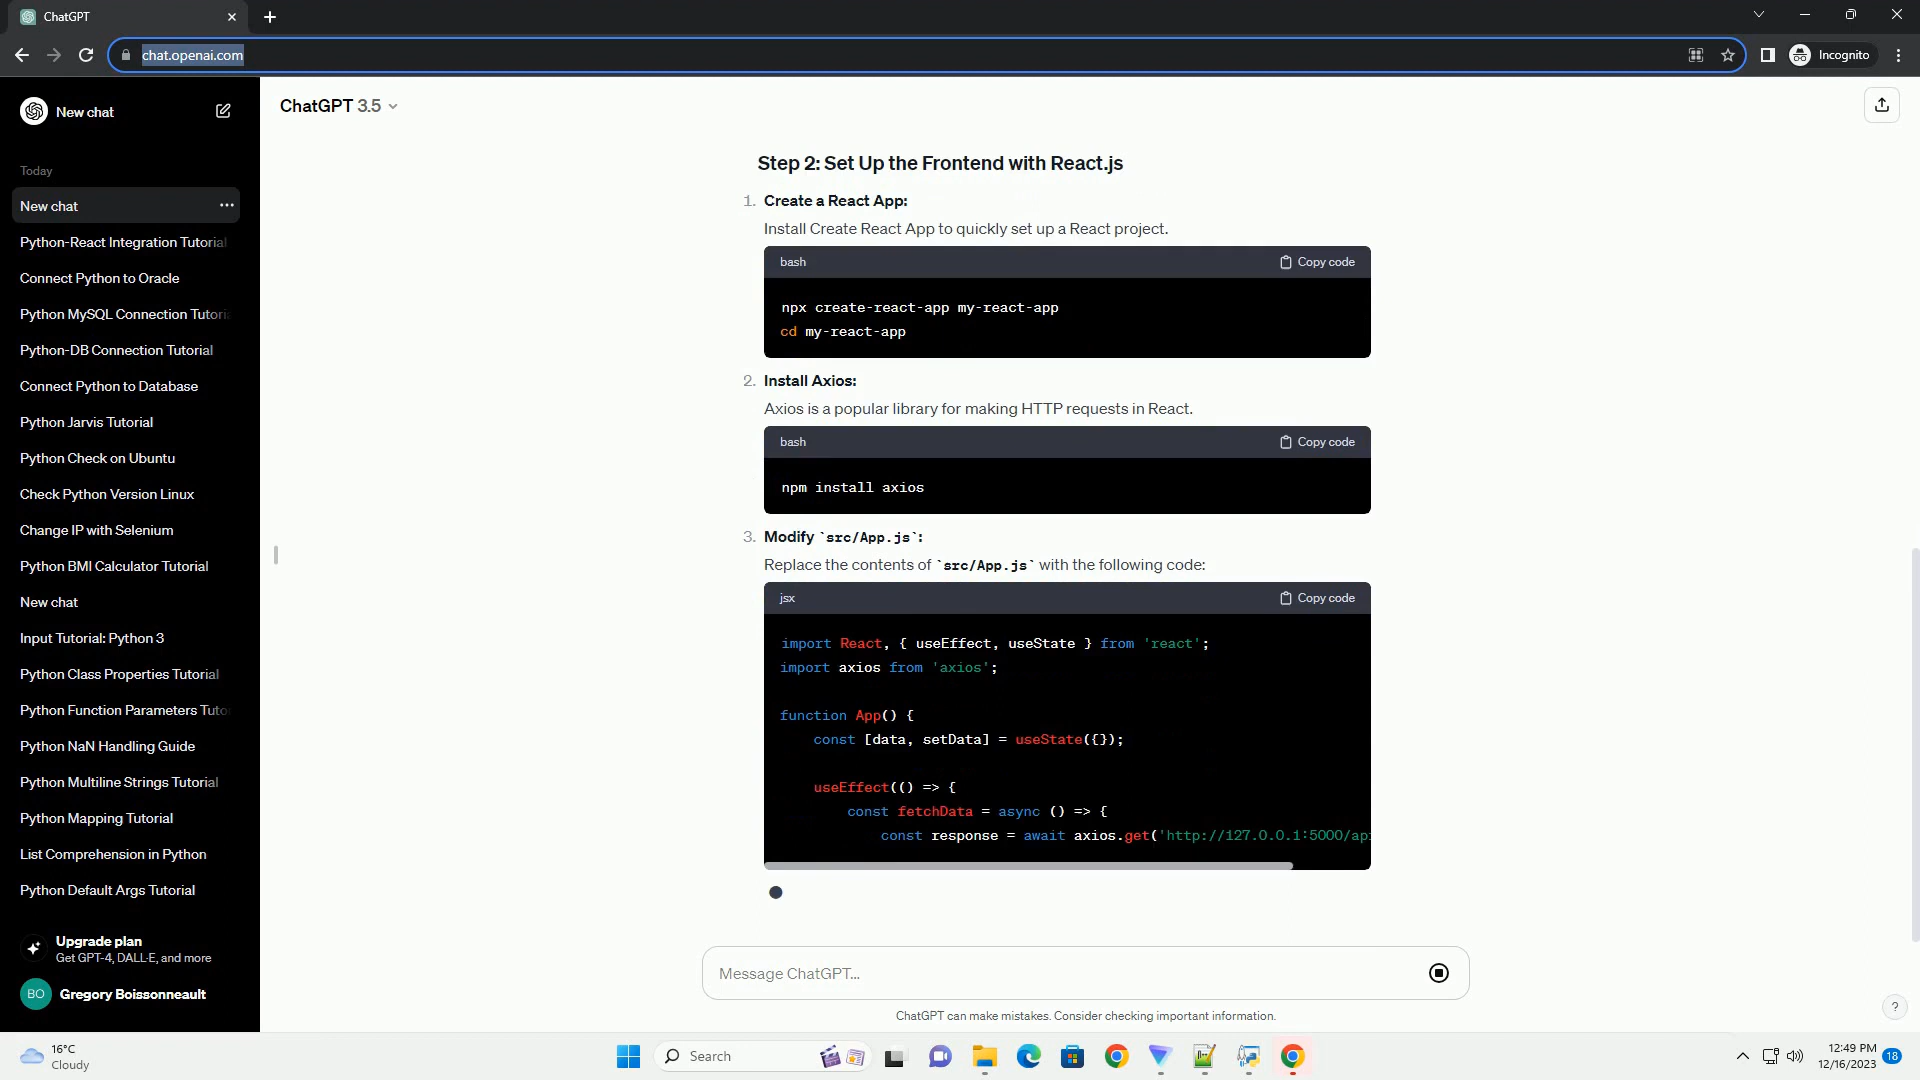 ChatGPT
chat.openai.com
Incognito
New chat
Today
New chat
Python-React Integration Tutorial
Connect Python to Oracle
Python MySQL Connection Tutori
Python-DB Connection Tutorial
Connect Python to Database
Python Jarvis Tutorial
Python Check on Ubuntu
Check Python Version Linux
Change IP with Selenium
Python BMI Calculator Tutorial
New chat
Input Tutorial: Python 3
Python Class Properties Tutorial
Python Function Parameters Tuto
Python NaN Handling Guide
Python Multiline Strings Tutorial
Python Mapping Tutorial
List Comprehension in Python
Python Default Args Tutorial
Upgrade plan
Get GPT-4, DALL·E, and more
BO Gregory Boissonneault
ChatGPT 3.5
Step 2: Set Up the Frontend with React.js
1. Create a React App:
Install Create React App to quickly set up a React project.
bash Copy code
npx create-react-app my-react-app
cd my-react-app
2. Install Axios:
Axios is a popular library for making HTTP requests in React.
bash Copy code
npm install axios
3. Modify `src/App.js`:
Replace the contents of `src/App.js` with the following code:
jsx Copy code
import React, { useEffect, useState } from 'react';
import axios from 'axios';
function App() {
const [data, setData] = useState({});
useEffect(() => {
const fetchData = async () => {
const response = await axios.get('http://127.0.0.1:5000/api
Message ChatGPT...
ChatGPT can make mistakes. Consider checking important information.
?
16°C
Cloudy
Search
12:49 PM
12/16/2023
18